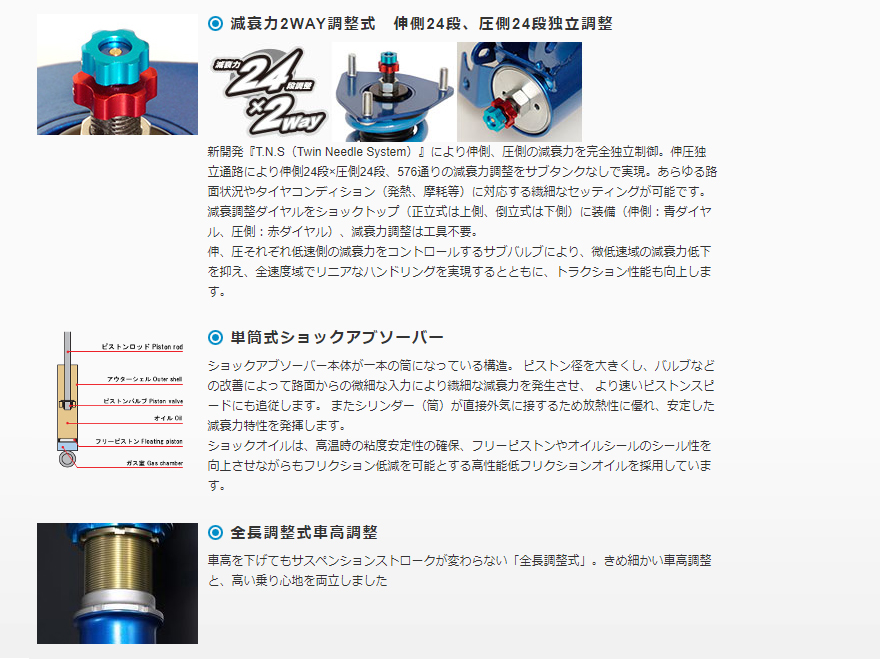 減衰力2WAY調整式　伸側24段、圧側24段独立調整
減衰力
24
段調整
×2Way
新開発『T.N.S（Twin Needle System）』により伸側、圧側の減衰力を完全独立制御。伸圧独
立通路により伸側24段×圧側24段、576通りの減衰力調整をサブタンクなしで実現。あらゆる路
面状況やタイヤコンディション（発熱、摩耗等）に対応する繊細なセッティングが可能です。
減衰調整ダイヤルをショックトップ（正立式は上側、倒立式は下側）に装備（伸側：青ダイヤ
ル、圧側：赤ダイヤル）、減衰力調整は工具不要。
伸、圧それぞれ低速側の減衰力をコントロールするサブバルブにより、微低速域の減衰力低下
を抑え、全速度域でリニアなハンドリングを実現するとともに、トラクション性能も向上しま
す。
単筒式ショックアブソーバー
ピストンロッド Piston rod
アウターシェル Outer shell
ピストンバルブ Piston valve
オイル Oil
フリーピストン Floating piston
ガス室 Gas chamber
ショックアブソーバー本体が一本の筒になっている構造。 ピストン径を大きくし、バルブなど
の改善によって路面からの微細な入力により繊細な減衰力を発生させ、 より速いピストンスピ
ードにも追従します。 またシリンダー（筒）が直接外気に接するため放熱性に優れ、安定した
減衰力特性を発揮します。
ショックオイルは、高温時の粘度安定性の確保、フリーピストンやオイルシールのシール性を
向上させながらもフリクション低減を可能とする高性能低フリクションオイルを採用していま
す。
全長調整式車高調整
車高を下げてもサスペンションストロークが変わらない「全長調整式」。きめ細かい車高調整
と、高い乗り心地を両立しました